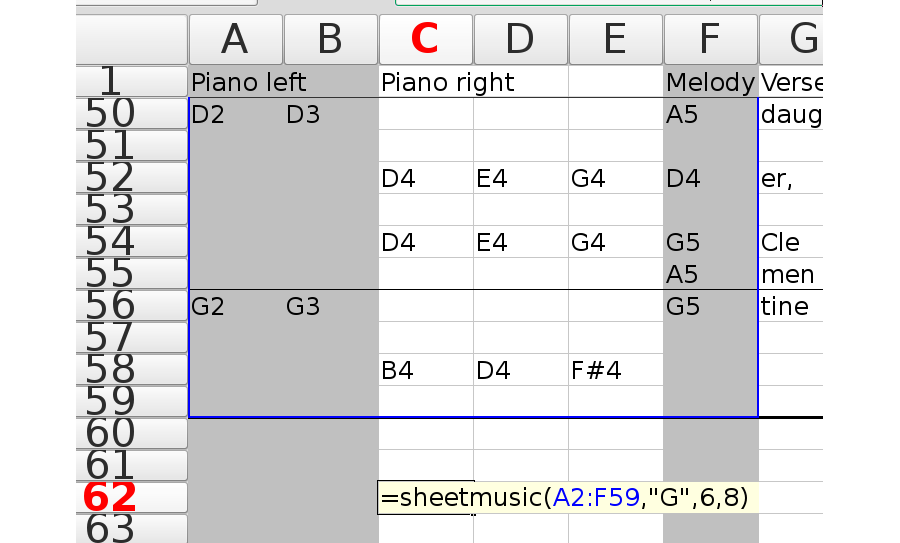 A B C D E F G
1 Piano left Piano right Melody Verse
50 D2 D3 A5 daug
51
52 D4 E4 G4 D4 er,
53
54 D4 E4 G4 G5 Cle
55 A5 men
56 G2 G3 G5 tine
57
58 B4 D4 F#4
59
60
61
62 =sheetmusic(A2:F59,"G",6,8)
63